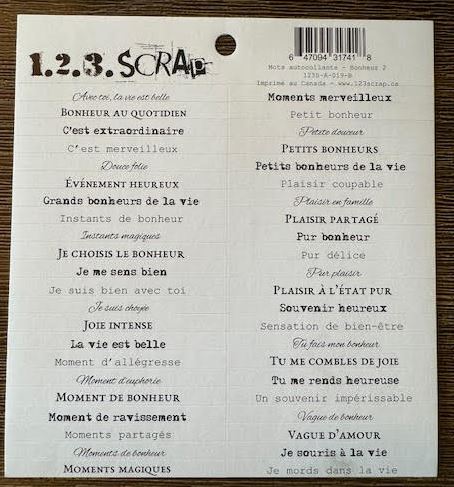 1.2.3.SCRAP
6 47094 31741 8
Mots autocollants - Bonheur 2
123S-A-019-B
Imprimé au Canada - www.123scrap.ca
Avec toi, la vie est belle
Bonheur au quotidien
C'est extraordinaire
C'est merveilleux
Douce folie
Événement heureux
Grands bonheurs de la vie
Instants de bonheur
Instants magiques
Je choisis le bonheur
Je me sens bien
Je suis bien avec toi
Je suis choyée
Joie intense
La vie est belle
Moment d'allégresse
Moment d'euphorie
Moment de bonheur
Moment de ravissement
Moments partagés
Moments de bonheur
Moments magiques
Moments merveilleux
Petit bonheur
Petite douceur
Petits bonheurs
Petits bonheurs de la vie
Plaisir coupable
Plaisir en famille
Plaisir partagé
Pur bonheur
Pur délice
Pur plaisir
Plaisir à l'état pur
Souvenir heureux
Sensation de bien-être
Tu fais mon bonheur
Tu me combles de joie
Tu me rends heureuse
Un souvenir impérissable
Vague de bonheur
Vague d'amour
Je souris à la vie
Je mords dans la vie